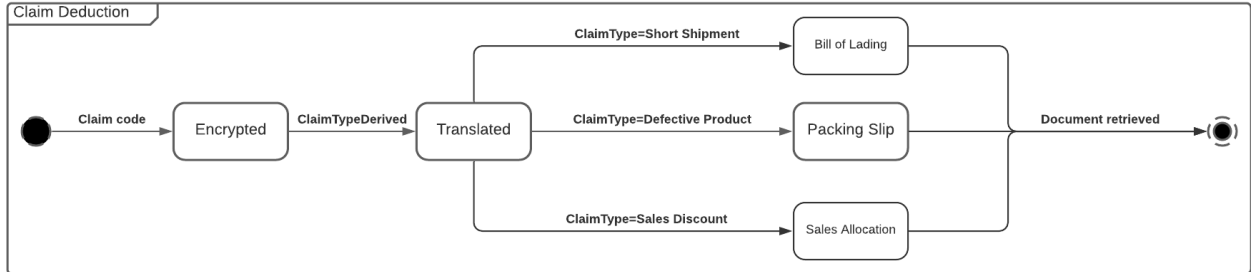 Claim Deduction
ClaimType=Short Shipment
Bill of Lading
Claim code
Encrypted
ClaimTypeDerived
Translated
ClaimType=Defective Product
Packing Slip
Document retrieved
ClaimType=Sales Discount
Sales Allocation